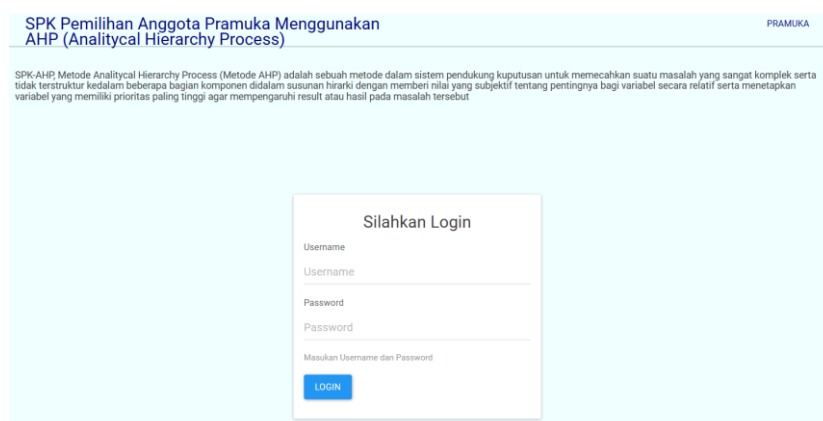 SPK Pemilihan Anggota Pramuka Menggunakan
AHP (Analitycal Hierarchy Process)
PRAMUKA
SPK-AHP, Metode Analitycal Hierarchy Process (Metode AHP) adalah sebuah metode dalam sistem pendukung kuputusan untuk memecahkan suatu masalah yang sangat komplek serta
tidak terstruktur kedalam beberapa bagian komponen didalam susunan hirarki dengan memberi nilai yang subjektif tentang pentingnya bagi variabel secara relatif serta menetapkan
variabel yang memiliki prioritas paling tinggi agar mempengaruhi result atau hasil pada masalah tersebut
Silahkan Login
Username
Username
Password
Password
Masukan Username dan Password
LOGIN